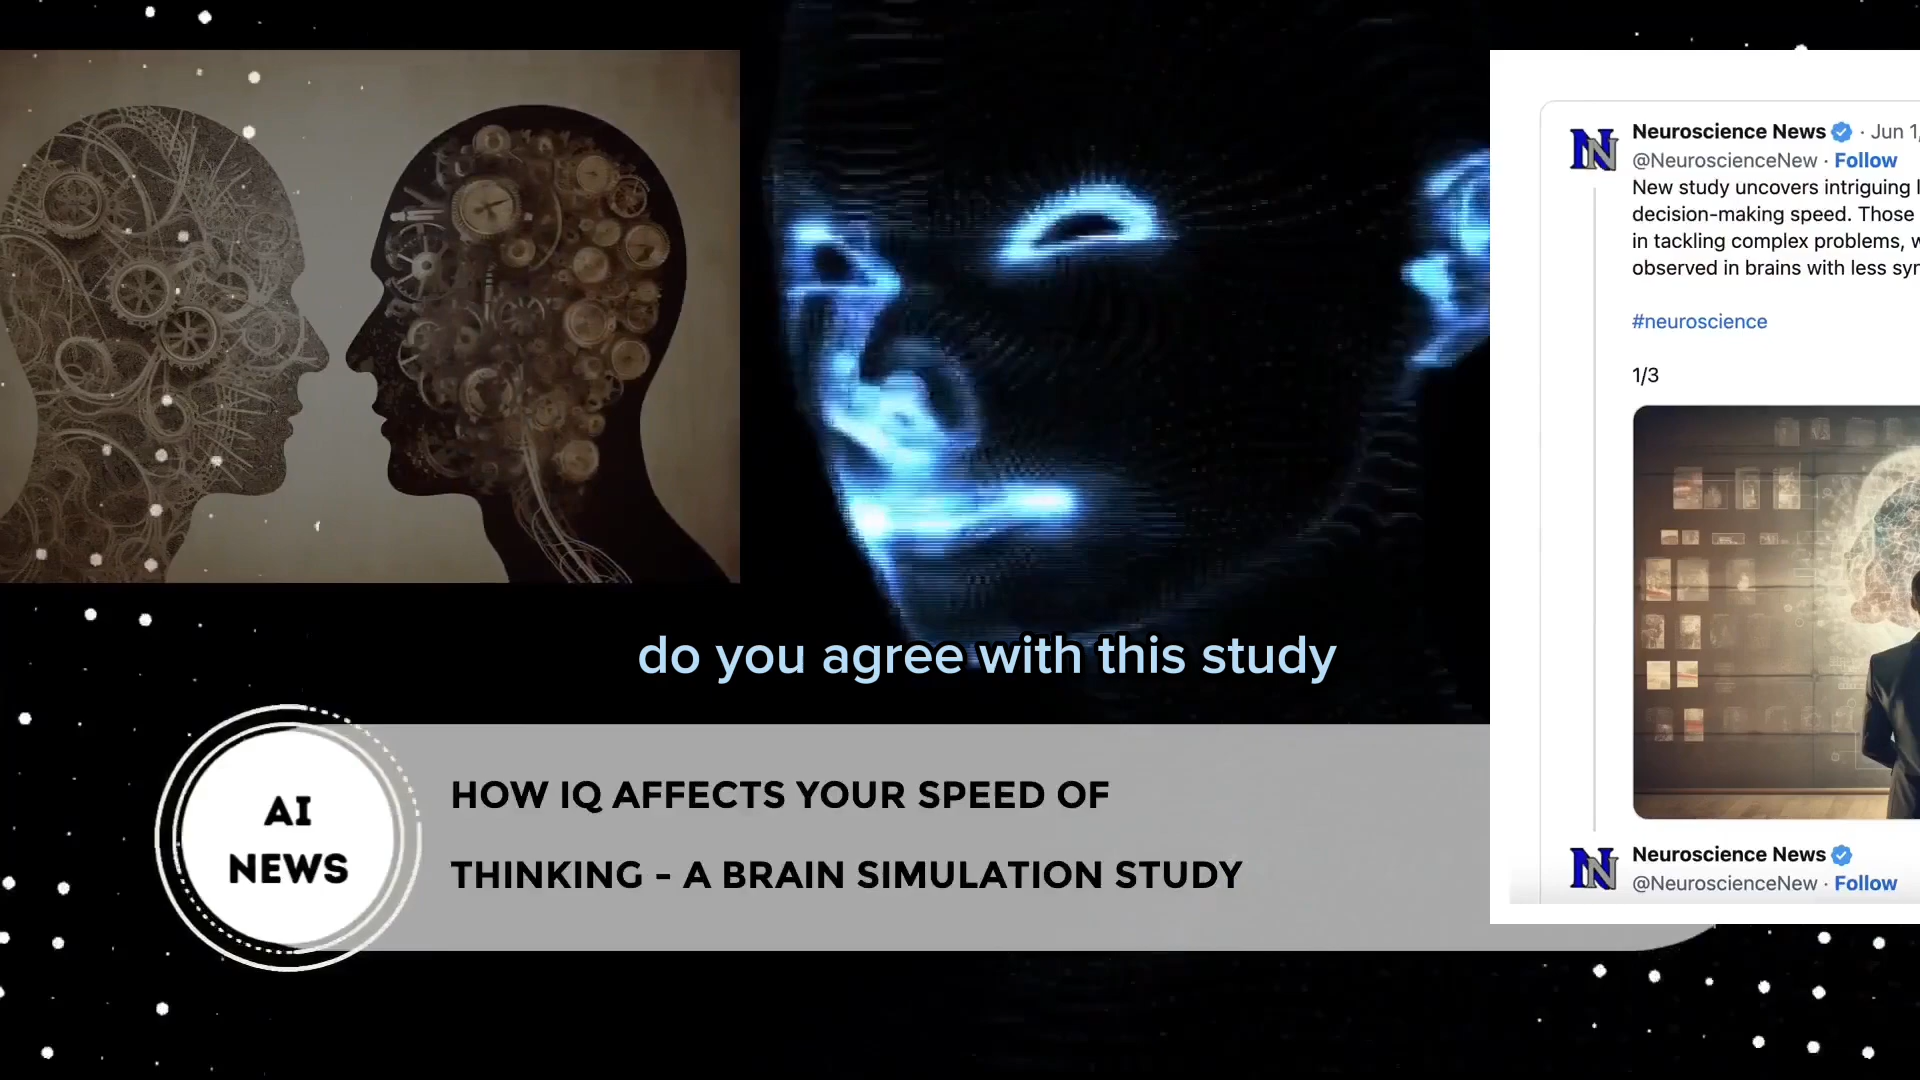 Neuroscience News · Jun 1,
@NeuroscienceNew · Follow
New study uncovers intriguing
decision-making speed. Those
in tackling complex problems,
observed in brains with less
#neuroscience
1/3
do you agree with this study
AI
NEWS
HOW IQ AFFECTS YOUR SPEED OF
THINKING - A BRAIN SIMULATION STUDY
Neuroscience News
@NeuroscienceNew · Follow